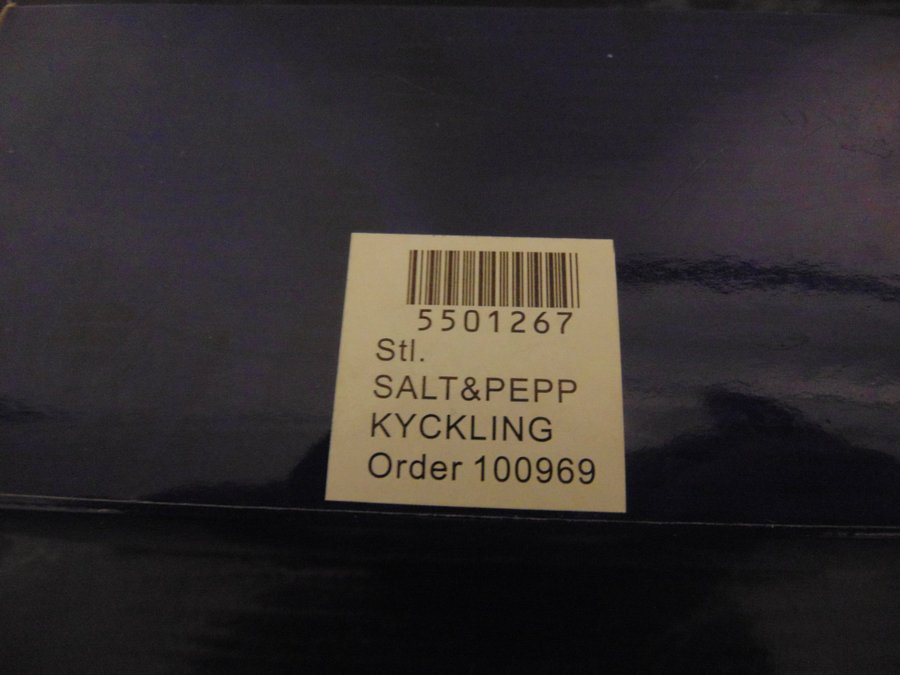 5501267
Stl.
SALT&PEPP
KYCKLING
Order 100969